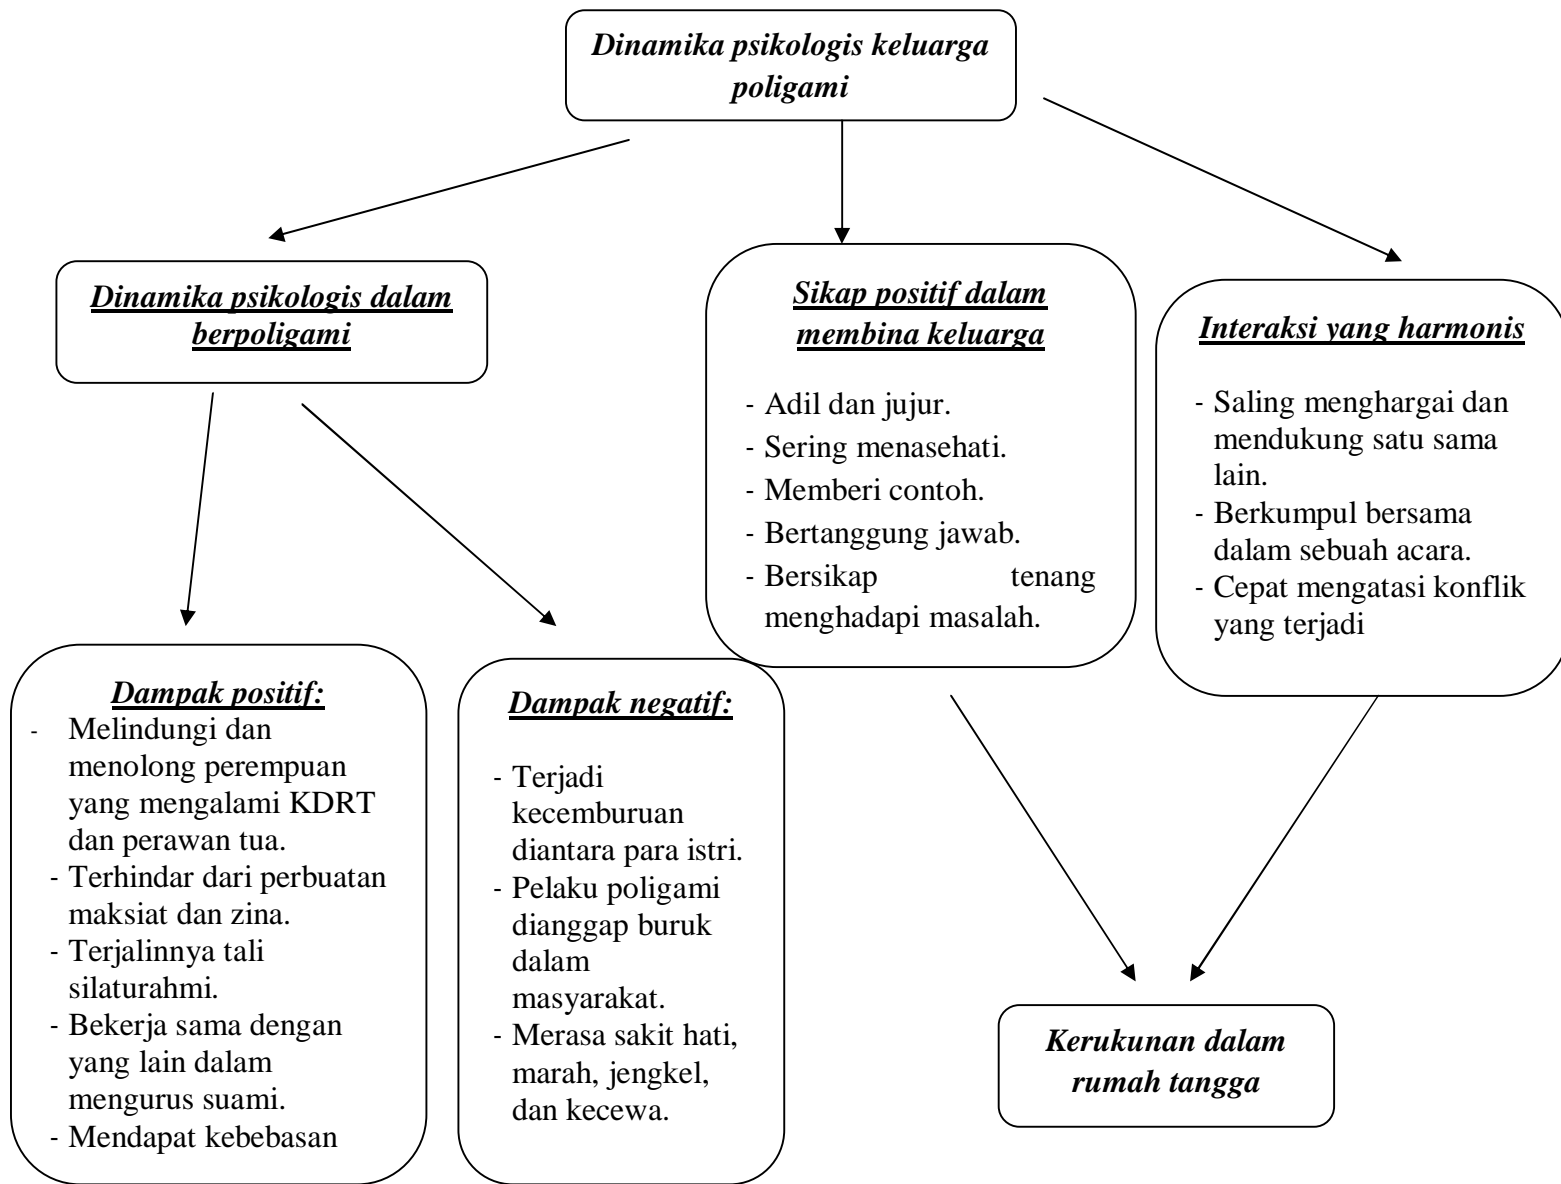 Dinamika psikologis keluarga
poligami
Dinamika psikologis dalam
berpoligami
Sikap positif dalam
membina keluarga
- Adil dan jujur.
- Sering menasehati.
- Memberi contoh.
- Bertanggung jawab.
- Bersikap tenang
menghadapi masalah.
Interaksi yang harmonis
- Saling menghargai dan
mendukung satu sama
lain.
- Berkumpul bersama
dalam sebuah acara.
- Cepat mengatasi konflik
yang terjadi
Dampak positif:
- Melindungi dan
menolong perempuan
yang mengalami KDRT
dan perawan tua.
- Terhindar dari perbuatan
maksiat dan zina.
- Terjalinnya tali
silaturahmi.
- Bekerja sama dengan
yang lain dalam
mengurus suami.
- Mendapat kebebasan
Dampak negatif:
- Terjadi
kecemburuan
diantara para istri.
- Pelaku poligami
dianggap buruk
dalam
masyarakat.
- Merasa sakit hati,
marah, jengkel,
dan kecewa.
Kerukunan dalam
rumah tangga